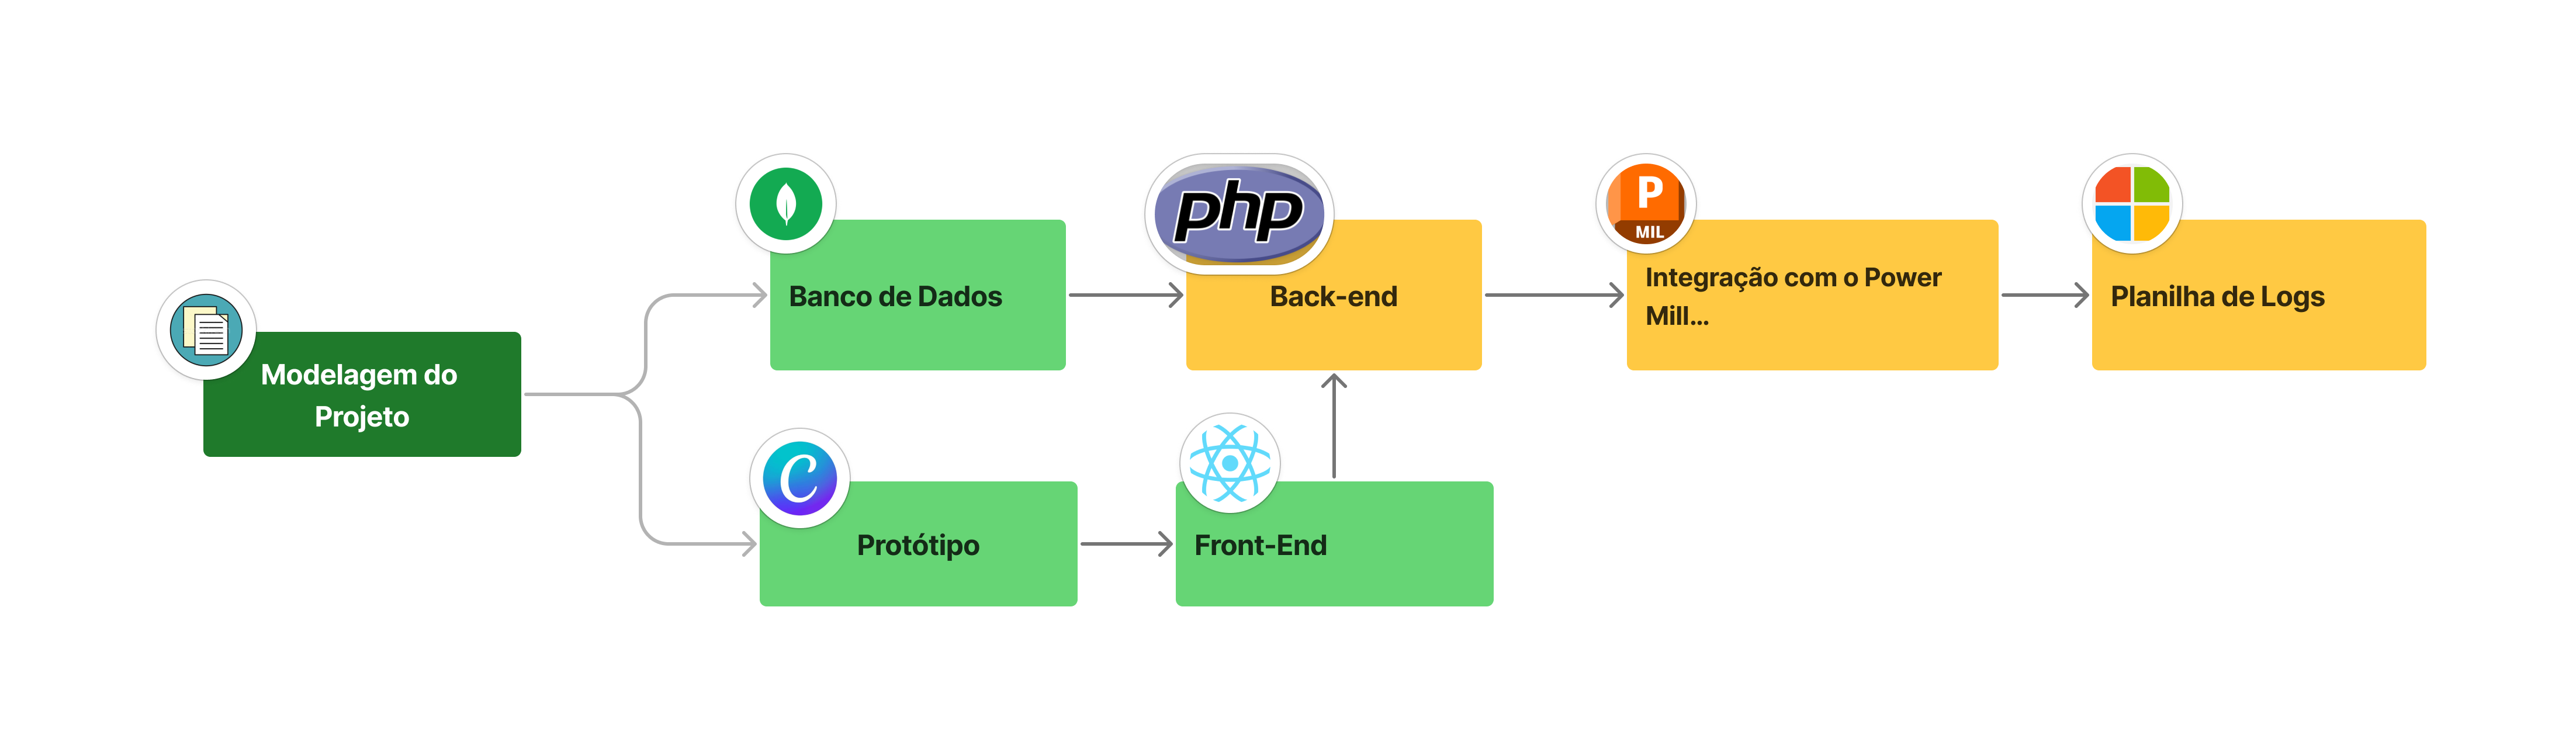 Modelagem do
Projeto
Banco de Dados
php
Back-end
P
MIL
Integração com o Power
Mill...
Planilha de Logs
C
Protótipo
Front-End